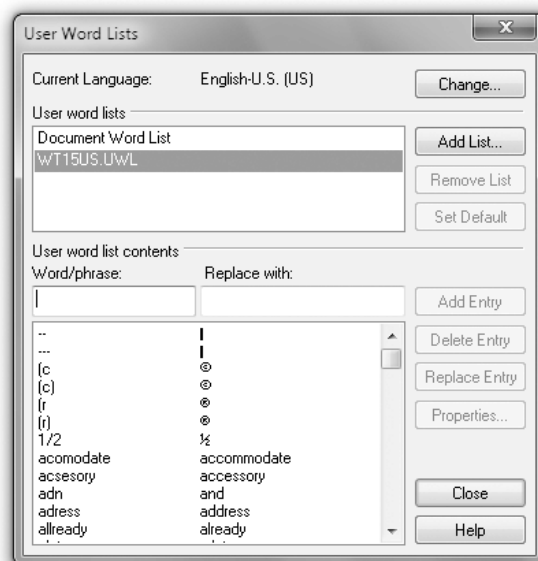 User Word Lists
Current Language: English-U.S. (US) Change...
User word lists
Document Word List
WT15US.UWL
Add List...
Remove List
Set Default
User word list contents
Word/phrase: Replace with:
Add Entry
Delete Entry
Replace Entry
Properties...
--
---
(c ©
(c) ©
(r ®
(r) ®
1/2 ½
acomodate accommodate
acsesory accessory
adn and
adress address
allready already
Close
Help